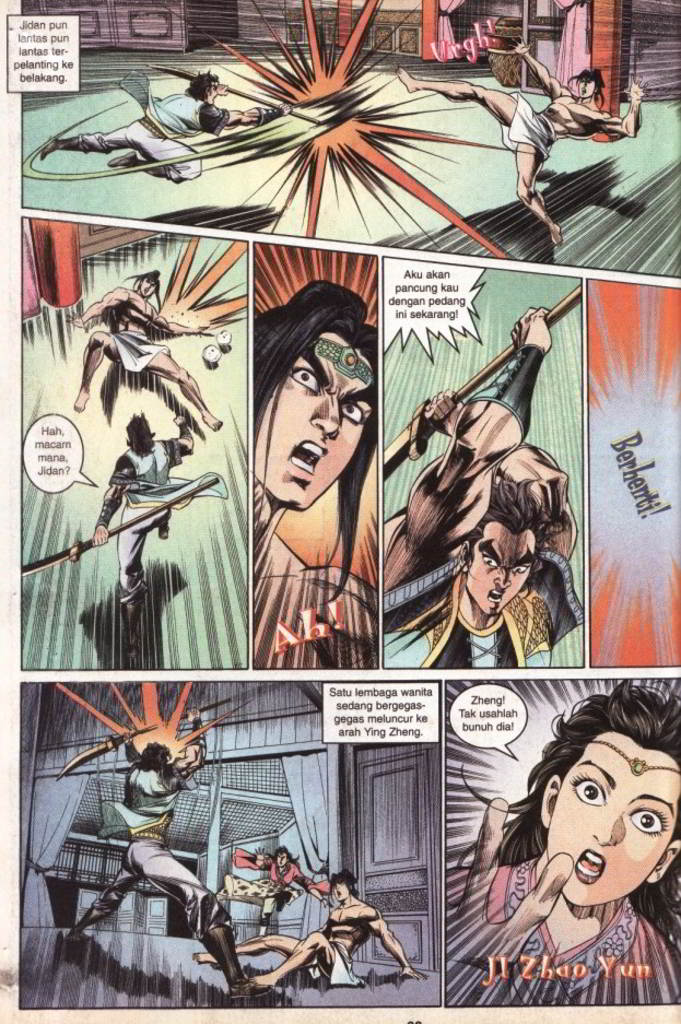 Jidan pun
lantas pun
lantas ter-
pelanting ke
belakang.
Urgh!
Hah,
macam
mana,
Jidan?
Ah!
Aku akan
pancung kau
dengan pedang
ini sekarang!
Berhenti!
Satu lembaga wanita
sedang bergegas-
gegas meluncur ke
arah Ying Zheng.
Zheng!
Tak usahlah
bunuh dia!
JI Zhao Yun